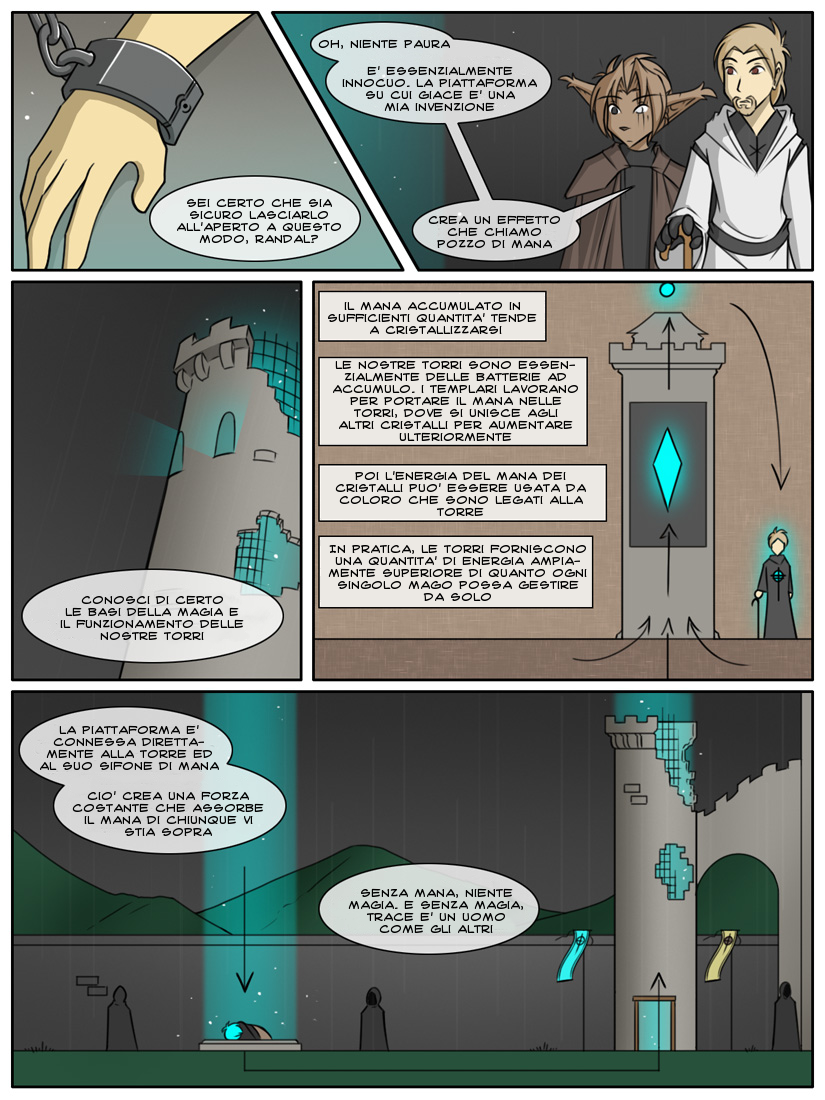 SEI CERTO CHE SIA
SICURO LASCIARLO
ALL'APERTO A QUESTO
MODO, RANDAL?
OH, NIENTE PAURA
E' ESSENZIALMENTE
INNOCUO. LA PIATTAFORMA
SU CUI GIACE E' UNA
MIA INVENZIONE
CREA UN EFFETTO
CHE CHIAMO
POZZO DI MANA
CONOSCI DI CERTO
LE BASI DELLA MAGIA E
IL FUNZIONAMENTO DELLE
NOSTRE TORRI
IL MANA ACCUMULATO IN
SUFFICIENTI QUANTITA' TENDE
A CRISTALLIZZARSI
LE NOSTRE TORRI SONO ESSEN-
ZIALMENTE DELLE BATTERIE AD
ACCUMULO. I TEMPLARI LAVORANO
PER PORTARE IL MANA NELLE
TORRI, DOVE SI UNISCE AGLI
ALTRI CRISTALLI PER AUMENTARE
ULTERIORMENTE
POI L'ENERGIA DEL MANA DEI
CRISTALLI PUO' ESSERE USATA DA
COLORO CHE SONO LEGATI ALLA
TORRE
IN PRATICA, LE TORRI FORNISCONO
UNA QUANTITA' DI ENERGIA AMPIA-
MENTE SUPERIORE DI QUANTO OGNI
SINGOLO MAGO POSSA GESTIRE
DA SOLO
LA PIATTAFORMA E'
CONNESSA DIRETTA-
MENTE ALLA TORRE ED
AL SUO SIFONE DI MANA
CIO' CREA UNA FORZA
COSTANTE CHE ASSORBE
IL MANA DI CHIUNQUE VI
STIA SOPRA
SENZA MANA, NIENTE
MAGIA. E SENZA MAGIA,
TRACE E' UN UOMO
COME GLI ALTRI